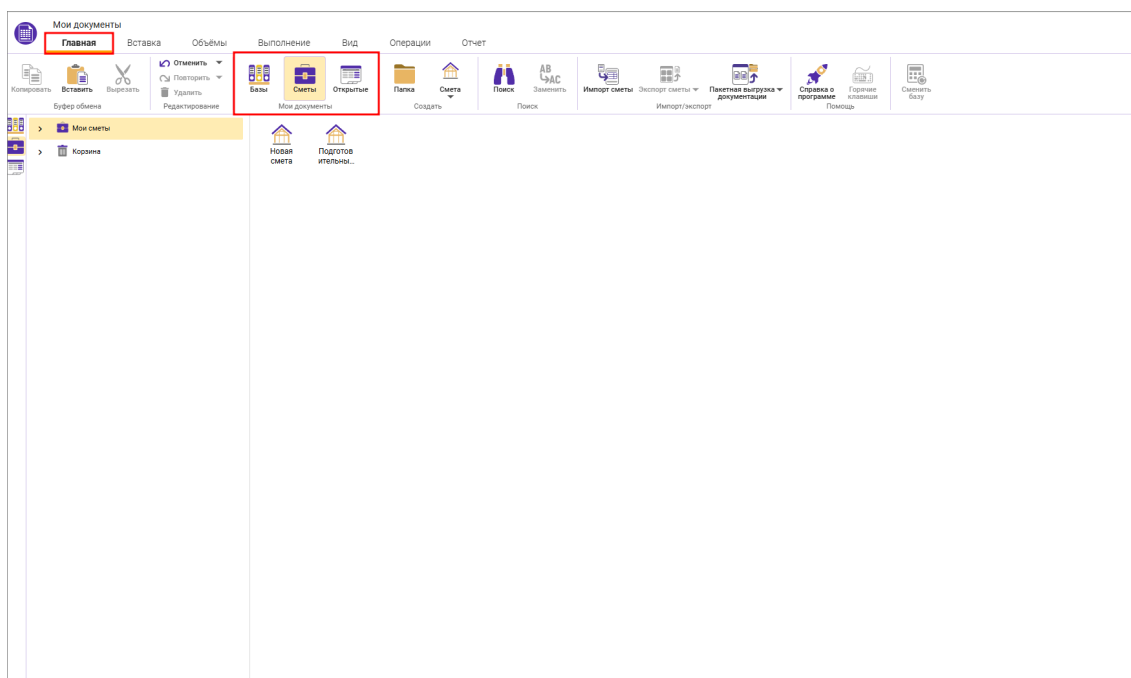 Мои документы
Главная Вставка Объёмы Выполнение Вид Операции Отчет
Копировать Вставить Вырезать
Отменить
Повторить
Удалить
Базы Сметы Открытые
Папка Смета
Поиск
AB
AC
Заменить
Импорт сметы Экспорт сметы Пакетная выгрузка
документации
Справка о
программе
Горячие
клавиши
Сменить
базу
Буфер обмена Редактирование Мои документы Создать Поиск Импорт/экспорт Помощь
Мои сметы
Корзина
Новая
смета
Подготов
ительны...